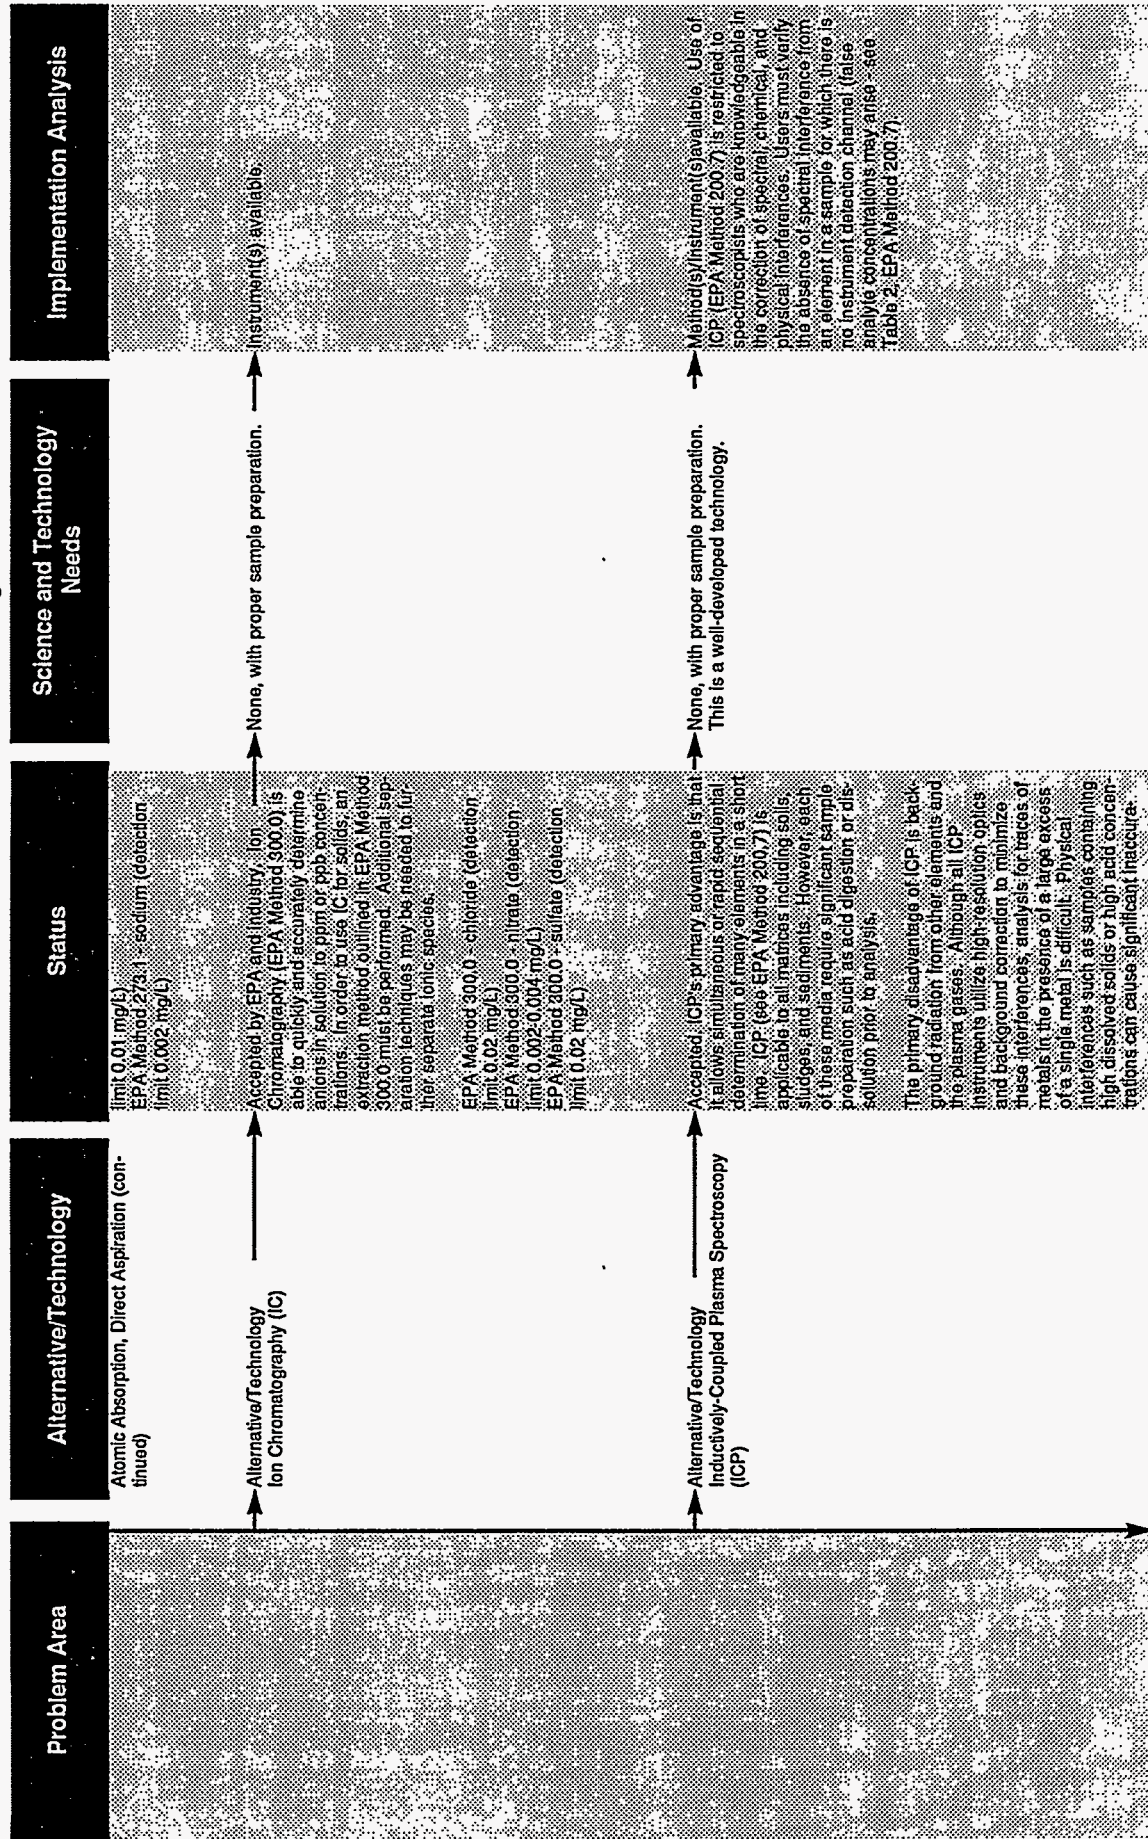 Problem Area
Alternative/Technology
Status
Science and Technology
Needs
Implementation Analysis
Atomic Absorption, Direct Aspiration (con-
tinued)
limit 0.01 mg/L)
EPA Method 273.1 - sodium (detection
limit 0.002 mg/L)
Alternative/Technology
Ion Chromatography (IC)
Accepted by EPA and industry. Ion
Chromatography (EPA Method 300.0) is
able to quickly and accurately determine
anions in solution to ppm or ppb concen-
trations. In order to use IC for solids, an
extraction method outlined in EPA Method
300.0 must be performed. Additional sep-
aration techniques may be needed to fur-
ther separate ionic species.
EPA Method 300.0 - chloride (detection
limit 0.02 mg/L)
EPA Method 300.0 - nitrate (detection
limit 0.002-0.004 mg/L)
EPA Method 300.0 - sulfate (detection
limit 0.02 mg/L)
None, with proper sample preparation.
Instrument(s) available.
Alternative/Technology
Inductively-Coupled Plasma Spectroscopy
(ICP)
Accepted. ICP's primary advantage is that
it allows simultaneous or rapid sequential
determination of many elements in a short
time. ICP (see EPA Method 200.7) is
applicable to all matrices including soils,
sludges, and sediments. However, each
of these media require significant sample
preparation such as acid digestion or dis-
solution prior to analysis.
The primary disadvantage of ICP is back-
ground radiation from other elements and
the plasma gases. Although all ICP
instruments utilize high-resolution optics
and background correction to minimize
these interferences, analysis for traces of
metals in the presence of a large excess
of a single metal is difficult. Physical
interferences such as samples containing
high dissolved solids or high acid concen-
trations can cause significant inaccura-
None, with proper sample preparation.
This is a well-developed technology.
Method(s)/Instrument(s) available. Use of
ICP (EPA Method 200.7) is restricted to
spectroscopists who are knowledgeable in
the correction of spectral, chemical, and
physical interferences. Users must verify
the absence of spectral interference from
an element in a sample for which there is
no instrument detection channel (false
analyte concentrations may arise - see
Table 2, EPA Method 200.7).